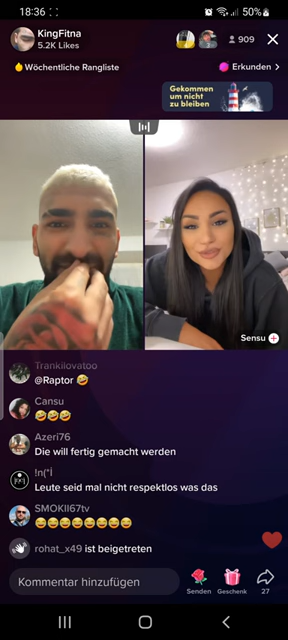 18:36
50%
KingFitna
5.2K Likes
909
Wöchentliche Rangliste
Erkunden
Gekommen
um nicht
zu bleiben
Sensu
Trankilovatoo
@Raptor 🤣
Cansu
🤣🤣🤣
Azeri76
Die will fertig gemacht werden
!n(*İ
Leute seid mal nicht respektlos was das
SMOKII67tv
😂😂😂😂😂😂😂😂
rohat_x49 ist beigetreten
Kommentar hinzufügen
Senden
Geschenk
27